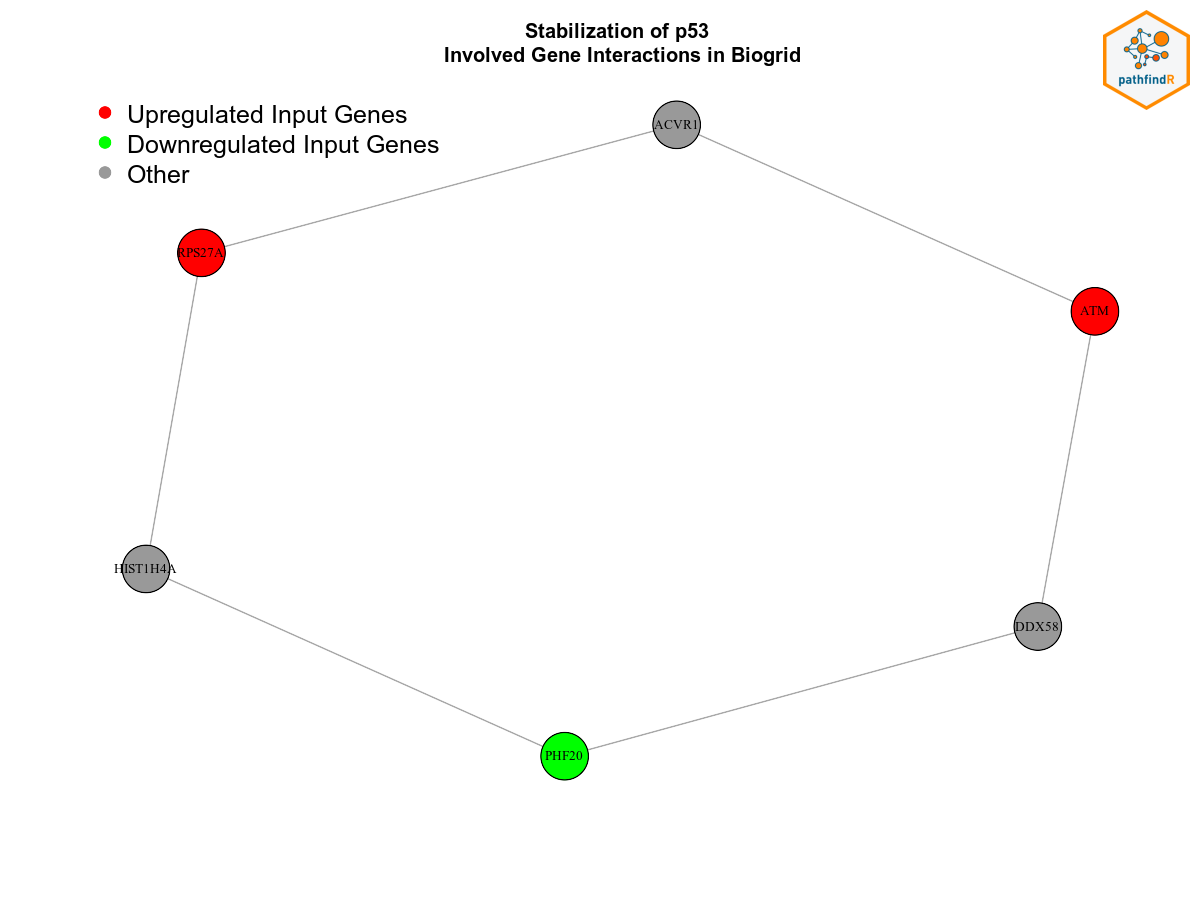 Stabilization of p53
Involved Gene Interactions in Biogrid
pathfindR
Upregulated Input Genes
Downregulated Input Genes
Other
ACVR1
RPS27A
ATM
HIST1H4A
DDX58
PHF20